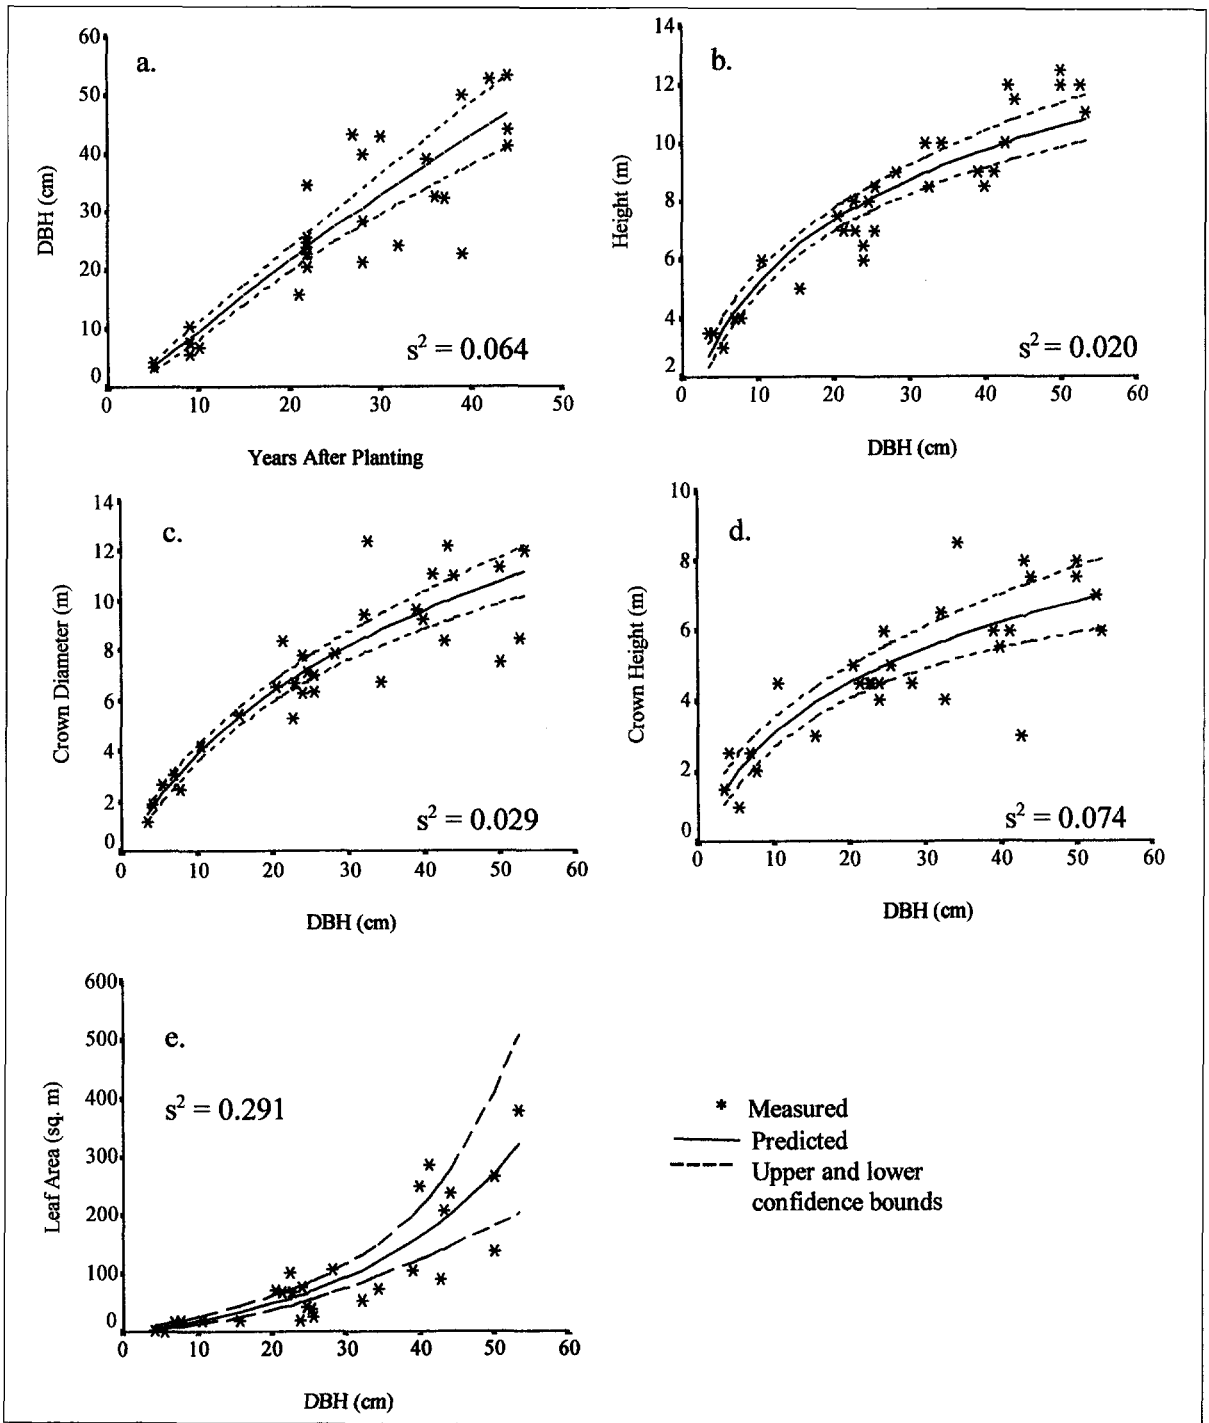 a.
60
50
40
30
20
10
0
DBH (cm)
s² = 0.064
0 10 20 30 40 50
Years After Planting
b.
14
12
10
8
6
4
2
Height (m)
s² = 0.020
0 10 20 30 40 50 60
DBH (cm)
c.
14
12
10
8
6
4
2
0
Crown Diameter (m)
s² = 0.029
0 10 20 30 40 50 60
DBH (cm)
d.
10
8
6
4
2
0
Crown Height (m)
s² = 0.074
0 10 20 30 40 50 60
DBH (cm)
e.
600
500
400
300
200
100
0
Leaf Area (sq. m)
s² = 0.291
0 10 20 30 40 50 60
DBH (cm)
* Measured
Predicted
Upper and lower
confidence bounds